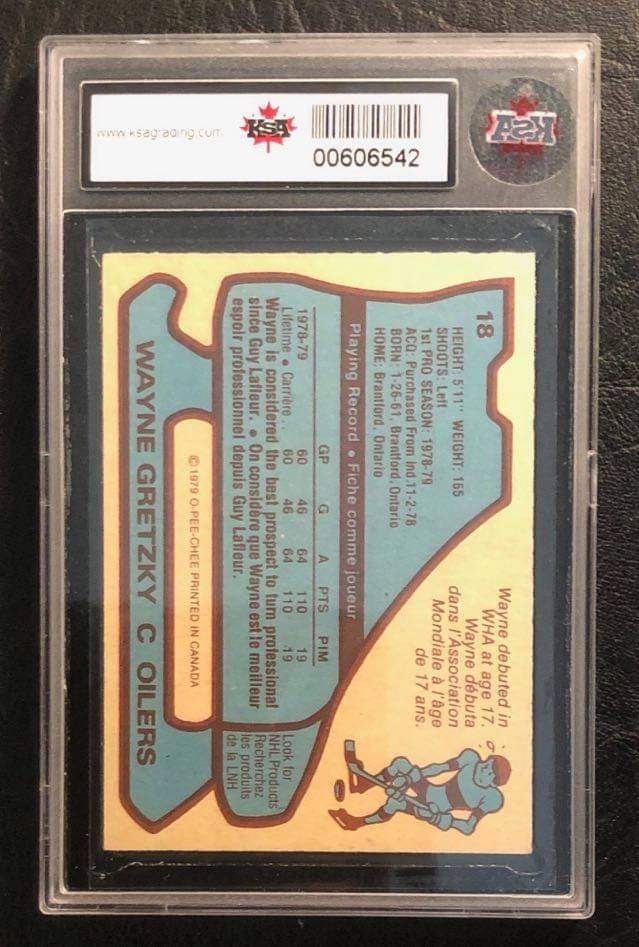 www.ksagrading.com
KSA
00606542
KSA
18
HEIGHT: 5'11" WEIGHT: 165
SHOOTS: Left
1st PRO SEASON: 1978-79
ACQ: Purchased From Ind. 11-2-78
BORN: 1-26-61, Brantford, Ontario
HOME: Brantford, Ontario
Wayne debuted in
WHA at age 17.
Wayne débuta
dans l'Association
Mondiale à l'âge
de 17 ans.
Playing Record • Fiche comme joueur
GP G A PTS PIM
1978-79 60 46 64 110 19
Lifetime • Carrière .. 60 46 64 110 19
Wayne is considered the best prospect to turn professional
since Guy Lafleur. • On considère que Wayne est le meilleur
espoir professionnel depuis Guy Lafleur.
Look for
NHL Products
Recherchez
les produits
de la LNH
© 1979 O-PEE-CHEE PRINTED IN CANADA
WAYNE GRETZKY C OILERS